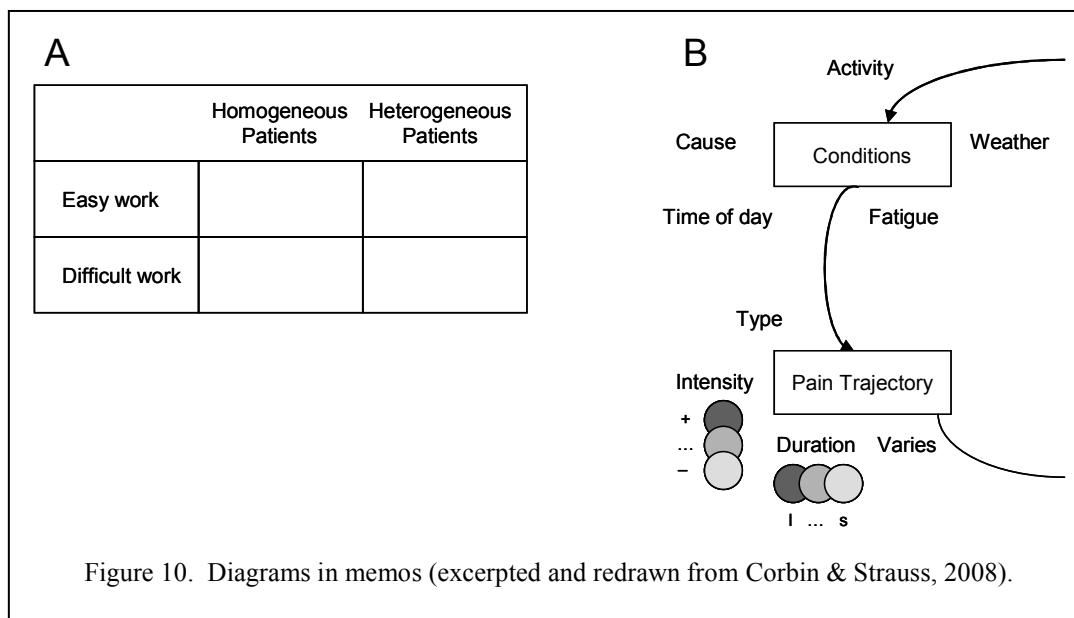 A
Homogeneous Patients
Heterogeneous Patients
Easy work
Difficult work
B
Activity
Cause
Conditions
Weather
Time of day
Fatigue
Type
Pain Trajectory
Intensity
+
...
–
Duration
Varies
l ... s
Figure 10. Diagrams in memos (excerpted and redrawn from Corbin & Strauss, 2008).